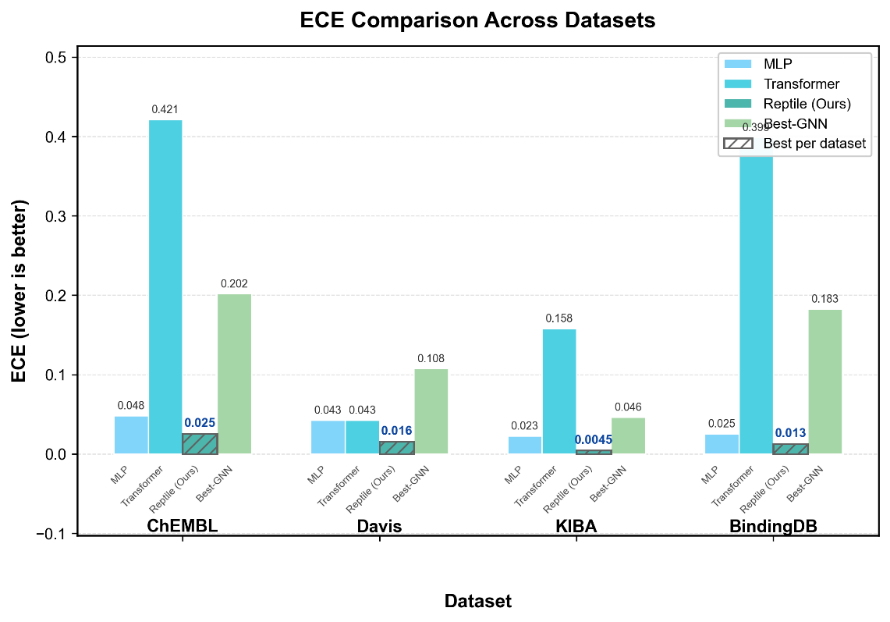 ECE Comparison Across Datasets
ECE (lower is better)
0.5
0.4
0.3
0.2
0.1
0.0
−0.1
MLP
Transformer
Reptile (Ours)
Best-GNN
Best per dataset
0.048
0.421
0.025
0.202
0.043
0.043
0.016
0.108
0.023
0.158
0.0045
0.046
0.025
0.399
0.013
0.183
MLP
Transformer
Reptile (Ours)
Best-GNN
MLP
Transformer
Reptile (Ours)
Best-GNN
MLP
Transformer
Reptile (Ours)
Best-GNN
MLP
Transformer
Reptile (Ours)
Best-GNN
ChEMBL
Davis
KIBA
BindingDB
Dataset